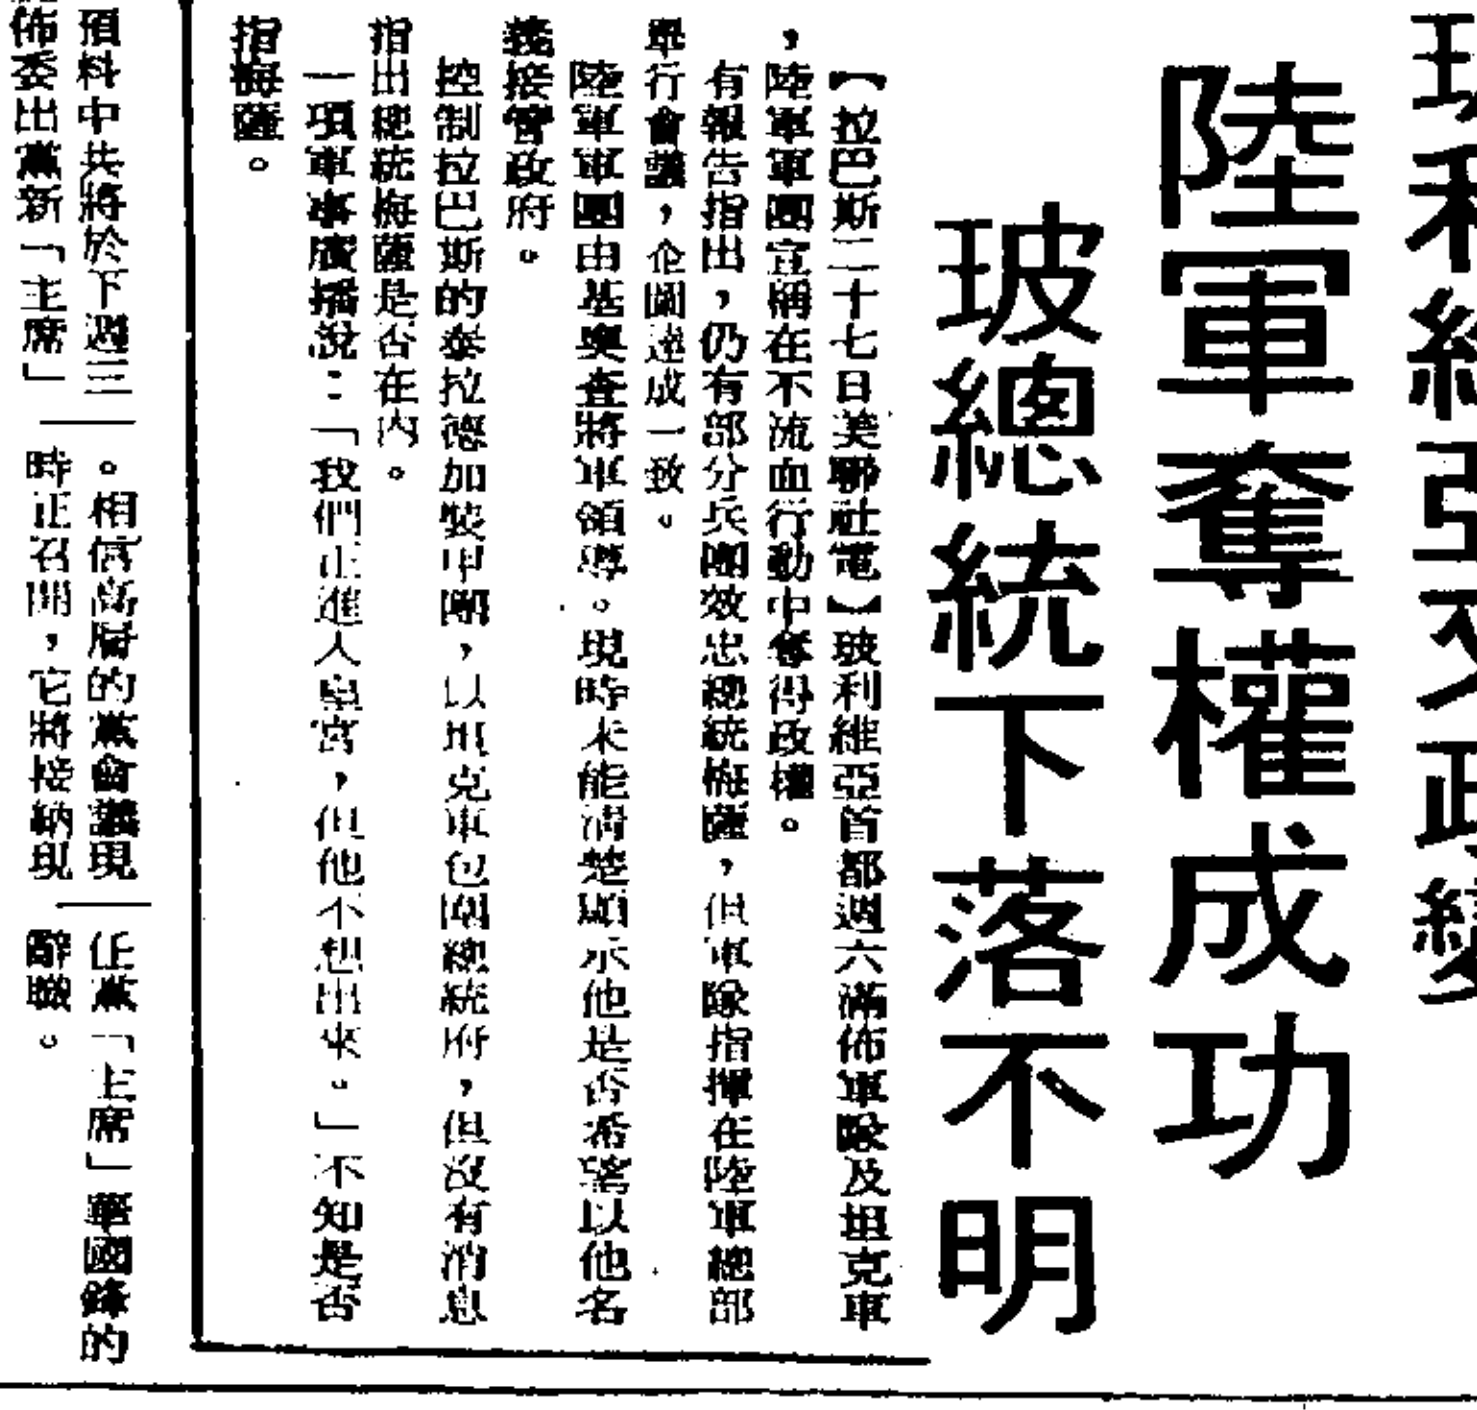 玻利維亞又政變
陸軍奪權成功
玻總統下落不明
【拉巴斯二十七日美聯社電】玻利維亞首都週六滿佈軍隊及坦克車
，陸軍軍團宣稱在不流血行動中奪得政權。
有報告指出，仍有部分兵團效忠總統梅薩，但軍隊指揮在陸軍總部
舉行會議，企圖達成一致。
陸軍軍團由基奧查將軍領導。現時未能清楚顯示他是否希望以他名
義接管政府。
控制拉巴斯的泰拉德加裝甲團，以坦克車包圍總統府，但沒有消息
指出總統梅薩是否在內。
一項軍事廣播說：「我們正進入皇宮，但他不想出來。」不知是否
指梅薩。
預料中共將於下週三
佈委出黨新「主席」
。相信高層的黨會議現
時正召開，它將接納現
任黨「主席」華國鋒的
辭職。